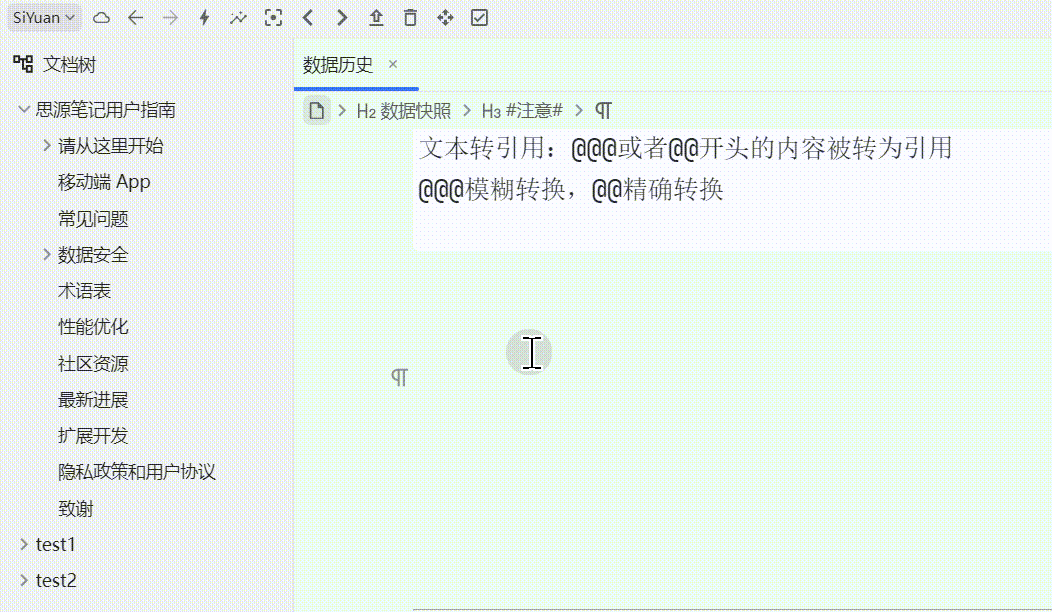 SiYuan
文档树
数据历史 ×
思源笔记用户指南
请从这里开始
移动端 App
常见问题
数据安全
术语表
性能优化
社区资源
最新进展
扩展开发
隐私政策和用户协议
致谢
test1
test2
H2 数据快照 H3 #注意# ¶
文本转引用：@@@或者@@开头的内容被转为引用
@@@模糊转换，@@精确转换
¶